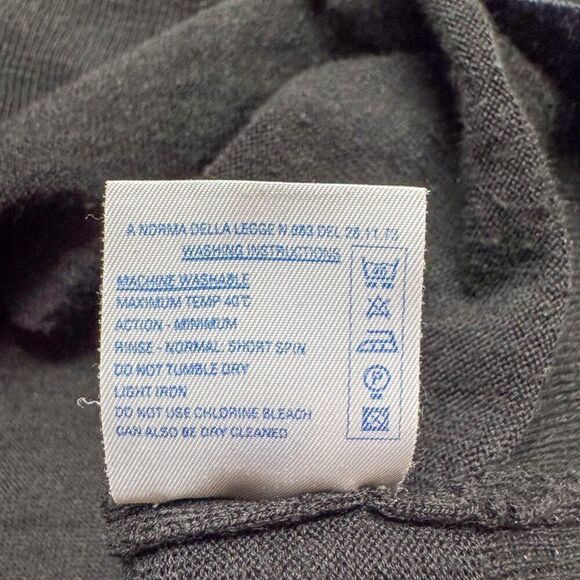 A NORMA DELLA LEGGE N.883 DEL 26.11.73
WASHING INSTRUCTIONS
MACHINE WASHABLE
MAXIMUM TEMP 40°C
ACTION - MINIMUM
RINSE - NORMAL. SHORT SPIN
DO NOT TUMBLE DRY
LIGHT IRON
DO NOT USE CHLORINE BLEACH
CAN ALSO BE DRY CLEANED
40
P